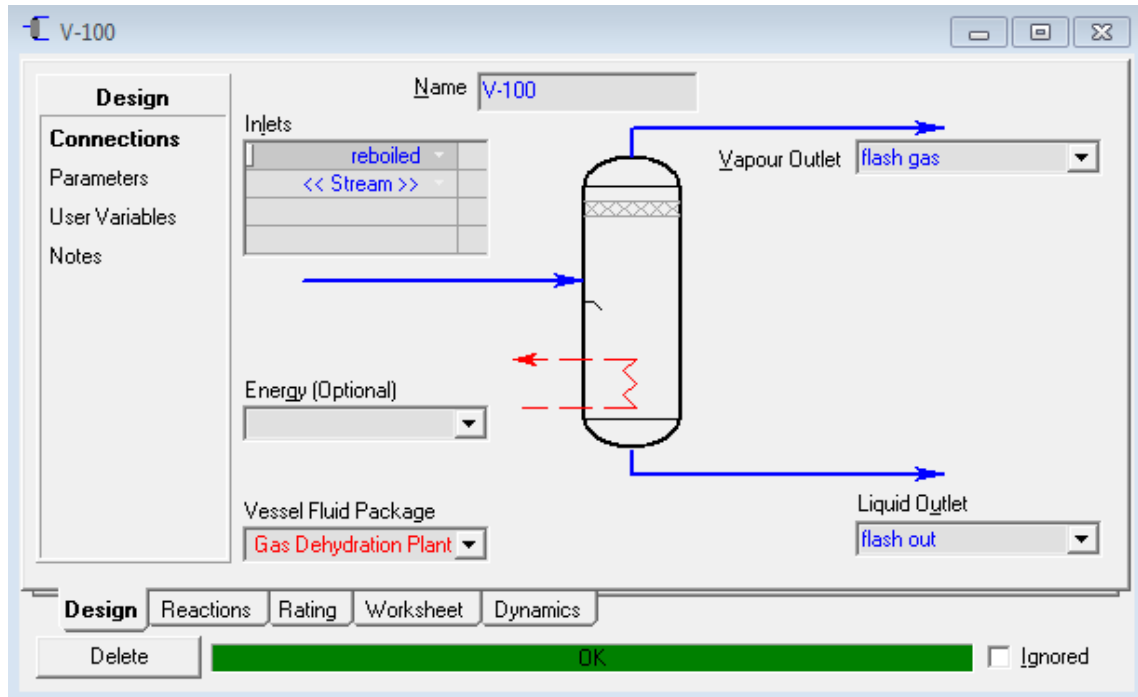 V-100
Design
Connections
Parameters
User Variables
Notes
Name V-100
Inlets
reboiled
<< Stream >>
Vapour Outlet flash gas
Energy (Optional)
Vessel Fluid Package
Gas Dehydration Plant
Liquid Outlet
flash out
Design Reactions Rating Worksheet Dynamics
Delete OK Ignored